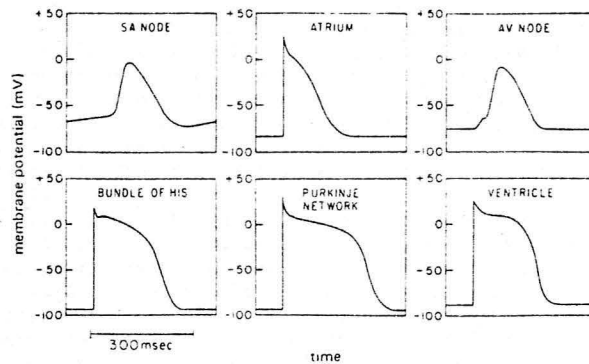 SA NODE
ATRIUM
AV NODE
+50
0
-50
-100
+50
0
-50
-100
+50
0
-50
-100
membrane potential (mV)
BUNDLE OF HIS
PURKINJE
NETWORK
VENTRICLE
+50
0
-50
-100
+50
0
-50
-100
+50
0
-50
-100
300msec
time